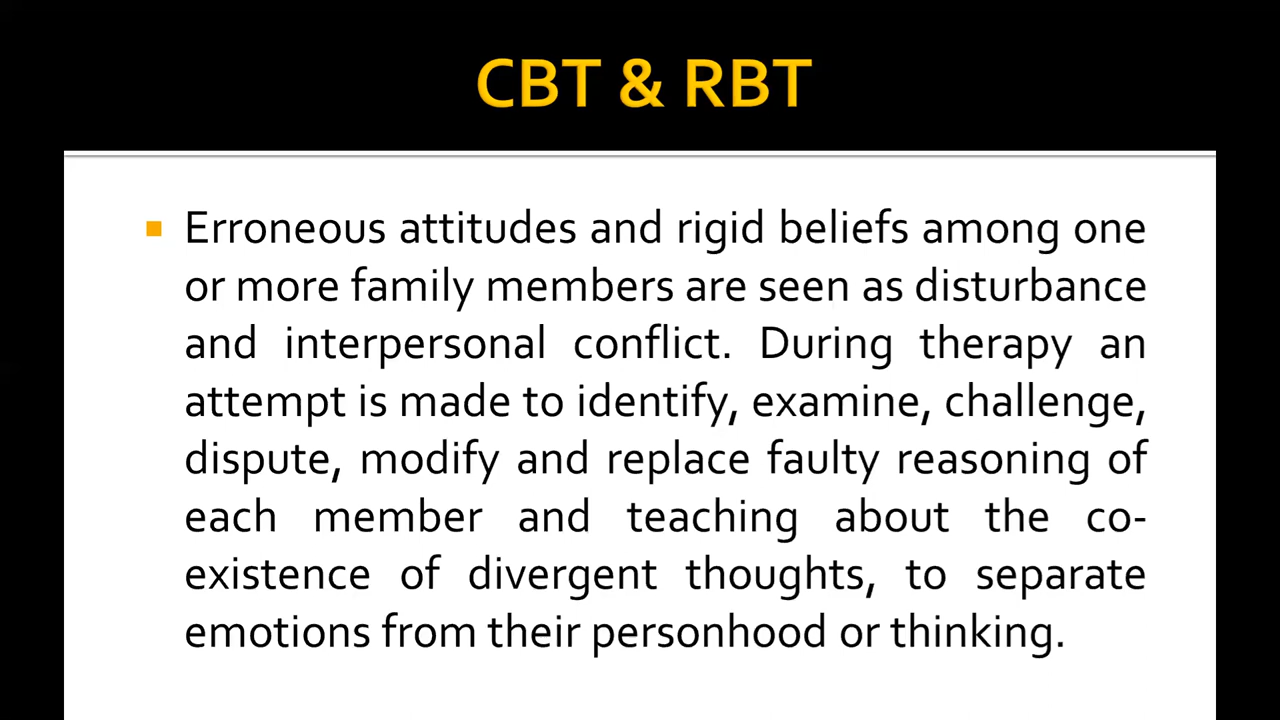 CBT & RBT
Erroneous attitudes and rigid beliefs among one
or more family members are seen as disturbance
and interpersonal conflict. During therapy an
attempt is made to identify, examine, challenge,
dispute, modify and replace faulty reasoning of
each member and teaching about the co-
existence of divergent thoughts, to separate
emotions from their personhood or thinking.